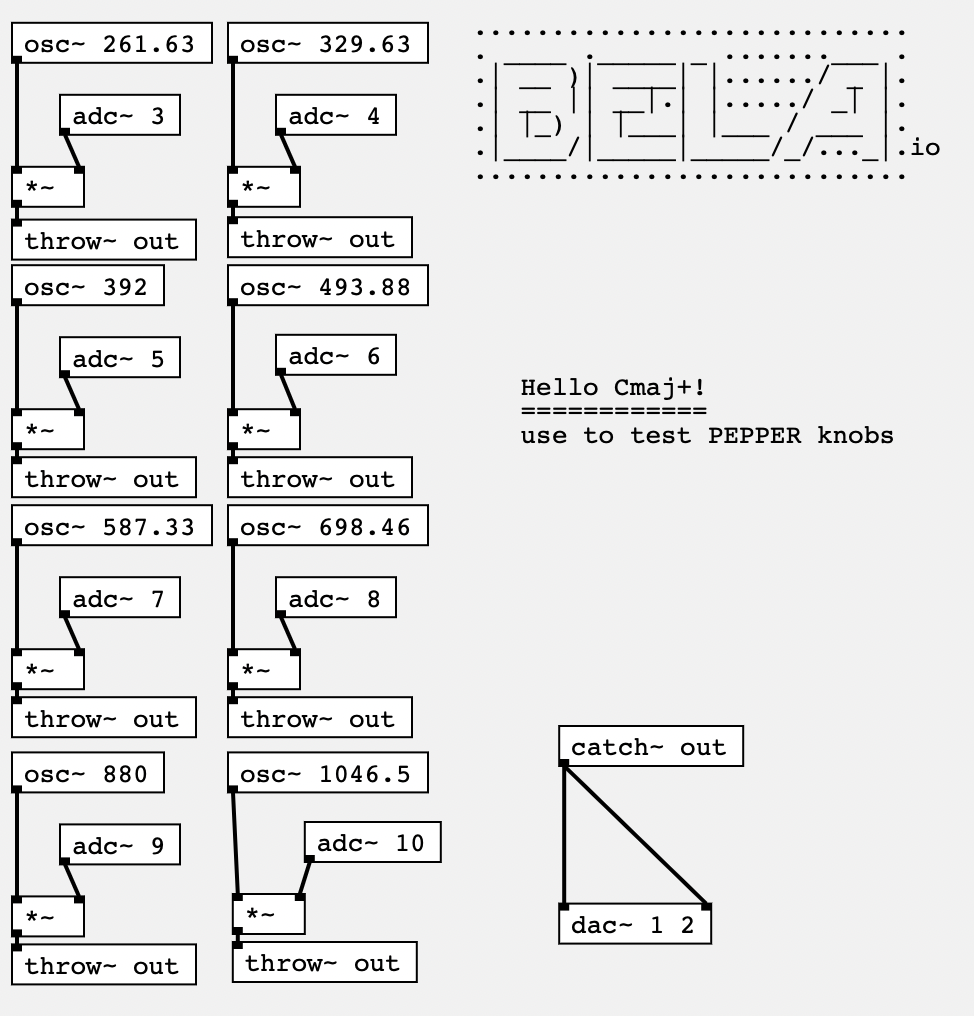 osc~ 261.63
adc~ 3
*~
throw~ out
osc~ 329.63
adc~ 4
*~
throw~ out
osc~ 392
adc~ 5
*~
throw~ out
osc~ 493.88
adc~ 6
*~
throw~ out
osc~ 587.33
adc~ 7
*~
throw~ out
osc~ 698.46
adc~ 8
*~
throw~ out
osc~ 880
adc~ 9
*~
throw~ out
osc~ 1046.5
adc~ 10
*~
throw~ out
BELA.io
Hello Cmaj+!
============
use to test PEPPER knobs
catch~ out
dac~ 1 2